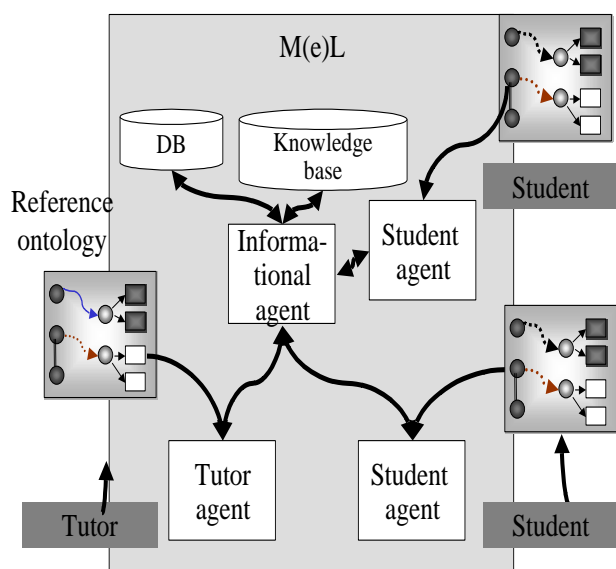 M(e)L
DB
Knowledge
base
Student
Reference
ontology
Informa-
tional
agent
Student
agent
Tutor
agent
Student
agent
Tutor
Student